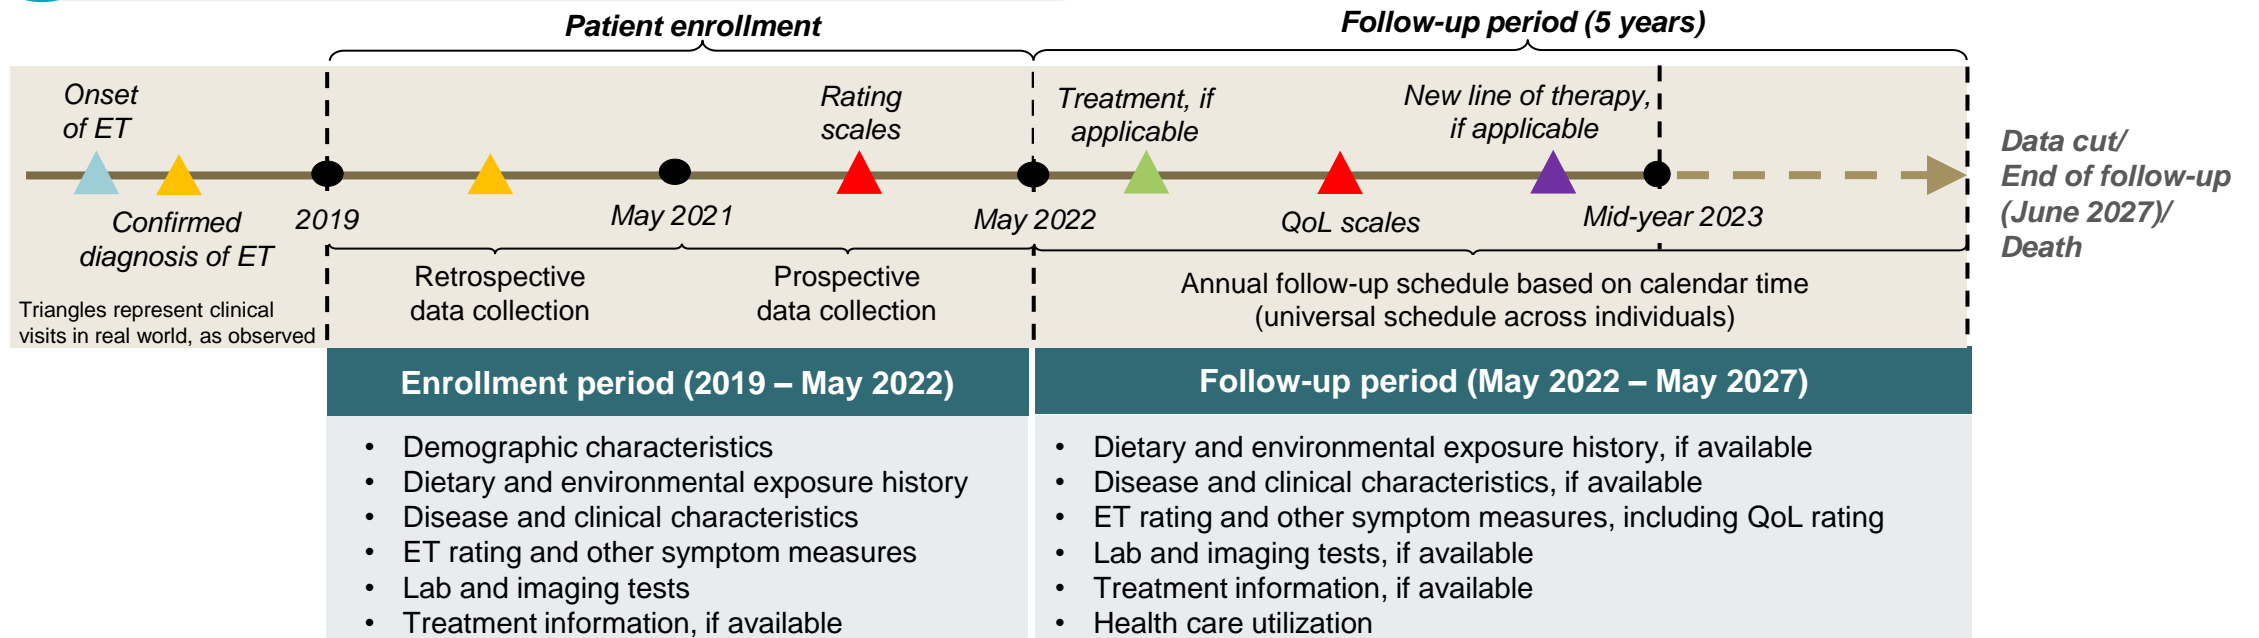 Patient enrollment
Follow-up period (5 years)
Onset
of ET
Rating
scales
Treatment, if
applicable
New line of therapy,
if applicable
Data cut/
End of follow-up
(June 2027)/
Death
Confirmed
diagnosis of ET
2019
May 2021
May 2022
QoL scales
Mid-year 2023
Retrospective
data collection
Prospective
data collection
Annual follow-up schedule based on calendar time
(universal schedule across individuals)
Triangles represent clinical
visits in real world, as observed
Enrollment period (2019 – May 2022)
• Demographic characteristics
• Dietary and environmental exposure history
• Disease and clinical characteristics
• ET rating and other symptom measures
• Lab and imaging tests
• Treatment information, if available
Follow-up period (May 2022 – May 2027)
• Dietary and environmental exposure history, if available
• Disease and clinical characteristics, if available
• ET rating and other symptom measures, including QoL rating
• Lab and imaging tests, if available
• Treatment information, if available
• Health care utilization